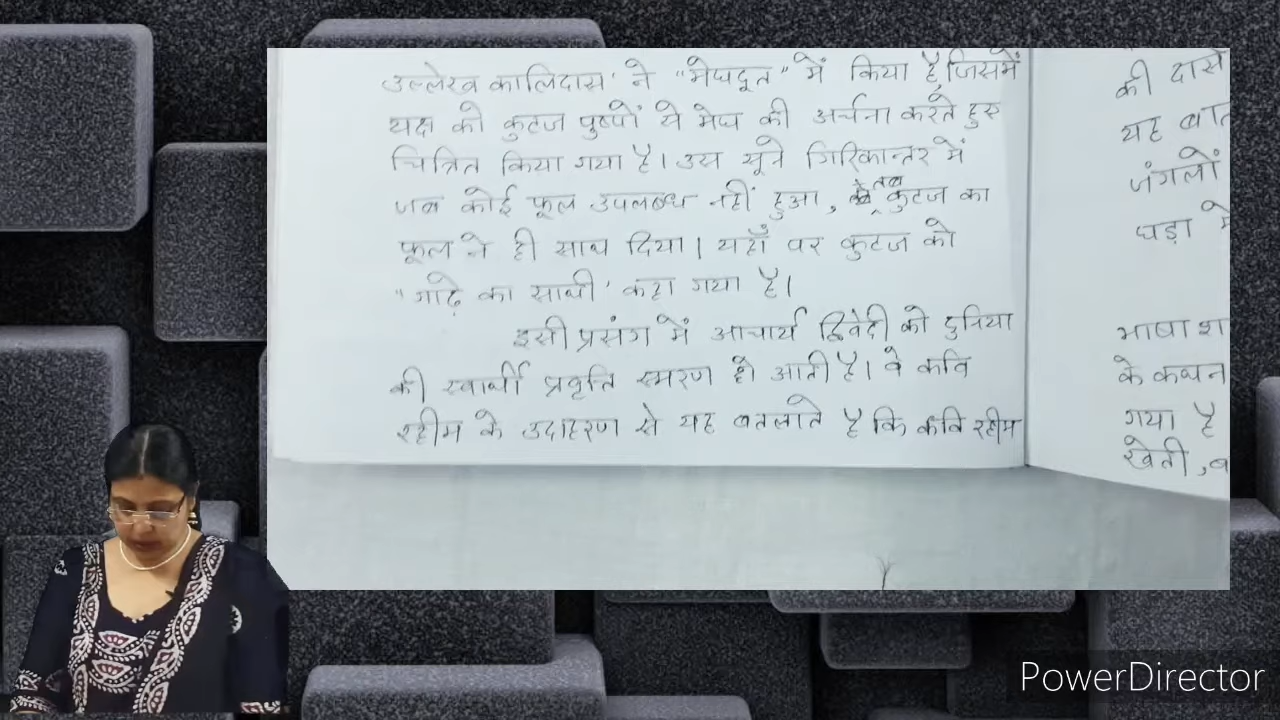 उल्लेख कालिदास' ने "मेघदूत" में किया है, जिसमें
यक्ष को कुटज पुष्पों से मेघ की अर्चना करते हुए
चित्रित किया गया है। उस सूने गिरिकान्तर में
जब कोई फूल उपलब्ध नहीं हुआ, तब कुटज का
फूल ने ही साथ दिया। यहाँ पर कुटज को
"गाढ़े का साथी' कहा गया है।
इसी प्रसंग में आचार्य द्विवेदी को दुनिया
की स्वार्थी प्रवृत्ति स्मरण हो आती है। वे कवि
रहीम के उदाहरण से यह बतलाते है कि कवि रहीम
की दासे
यह बात
जंगलों
घड़ा मे
भाषा श
के कथन
गया है
खेती, ब
PowerDirector